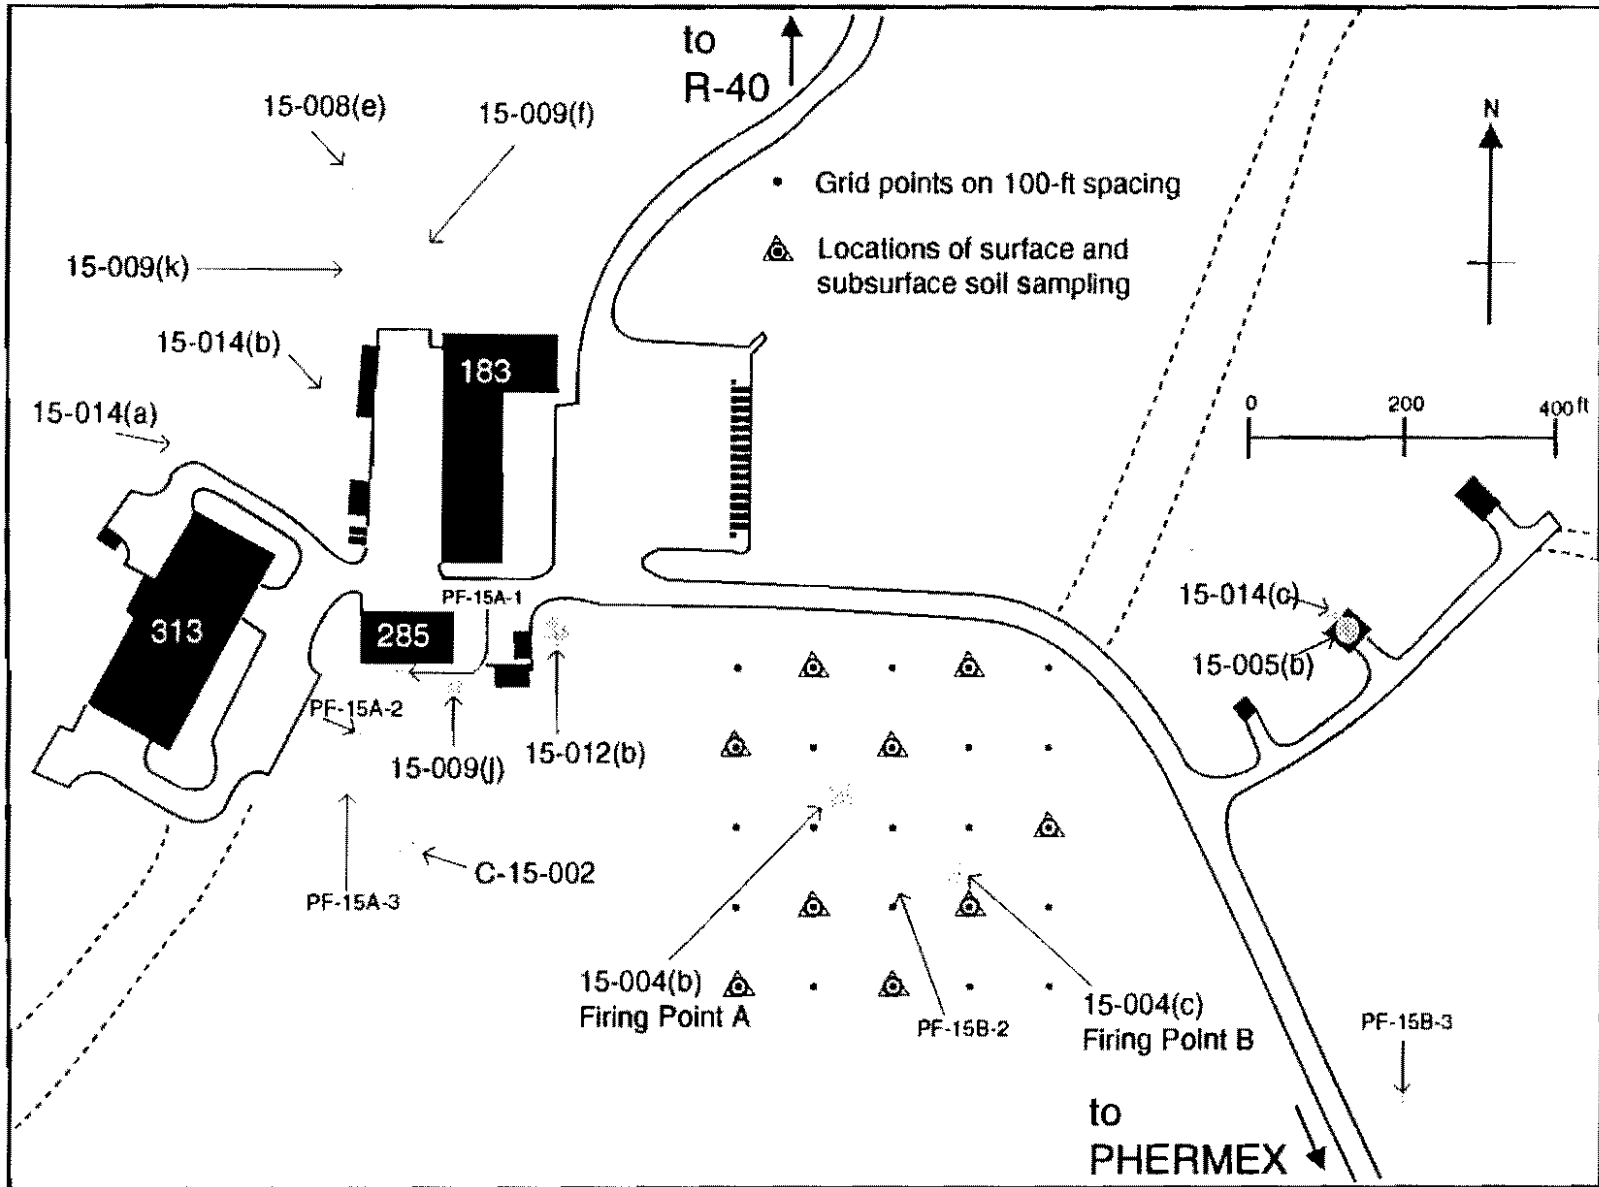 to
R-40
15-008(e)
15-009(f)
N
Grid points on 100-ft spacing
Locations of surface and
subsurface soil sampling
15-009(k)
15-014(b)
183
15-014(a)
0
200
400 ft
PF-15A-1
15-014(c)
313
285
15-005(b)
PF-15A-2
15-009(j)
15-012(b)
C-15-002
PF-15A-3
15-004(b)
Firing Point A
PF-15B-2
15-004(c)
Firing Point B
PF-15B-3
to
PHERMEX